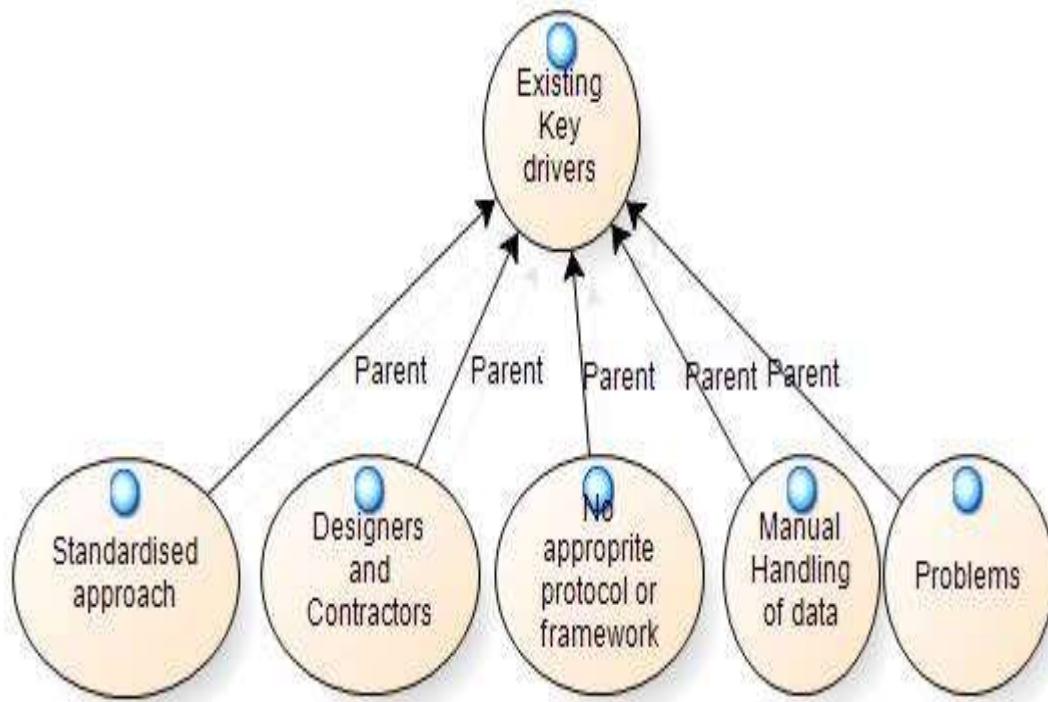 Existing
Key
drivers
Parent
Parent
Parent
Parent
Parent
Standardised
approach
Designers
and
Contractors
No
approprite
protocol or
framework
Manual
Handling
of data
Problems